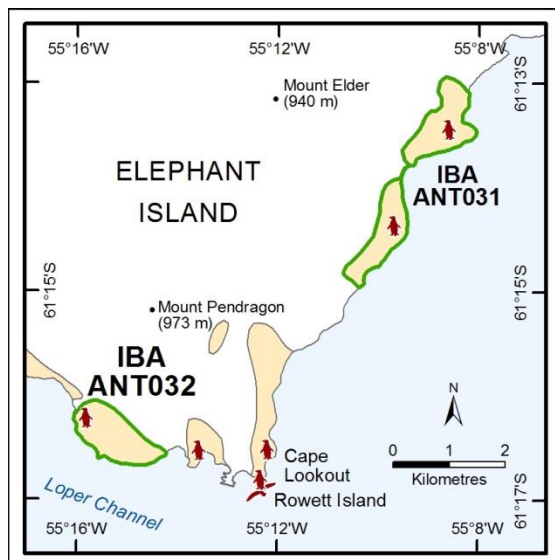 55°16'W
55°12'W
55°8'W
61°13'S
Mount Elder
(940 m)
ELEPHANT
ISLAND
IBA
ANT031
61°15'S
61°15'S
Mount Pendragon
(973 m)
IBA
ANT032
N
Cape
Lookout
0 1 2
Kilometres
Rowett Island
Loper Channel
61°17'S
55°16'W
55°12'W
55°8'W